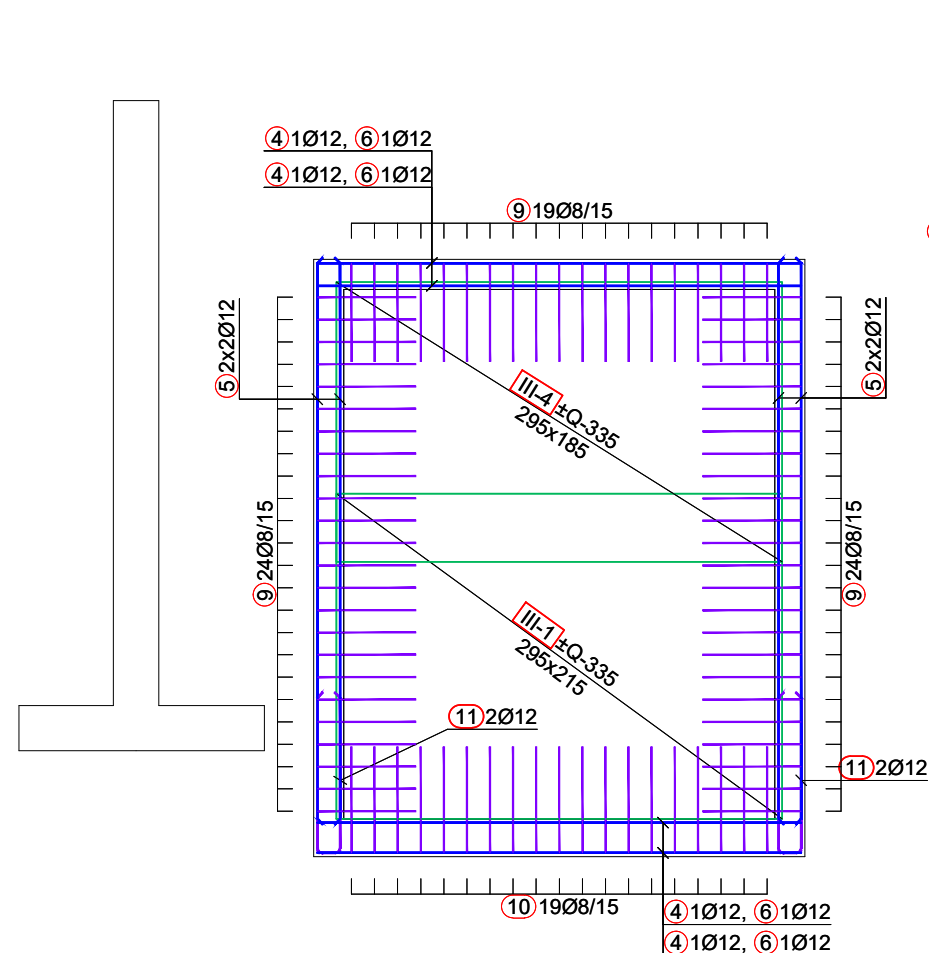 4 1Ø12, 6 1Ø12
4 1Ø12, 6 1Ø12
9 19Ø8/15
5 2x2Ø12
5 2x2Ø12
III-4 ±Q-335
295x185
9 24Ø8/15
9 24Ø8/15
III-1 ±Q-335
295x215
11 2Ø12
11 2Ø12
10 19Ø8/15
4 1Ø12, 6 1Ø12
4 1Ø12, 6 1Ø12